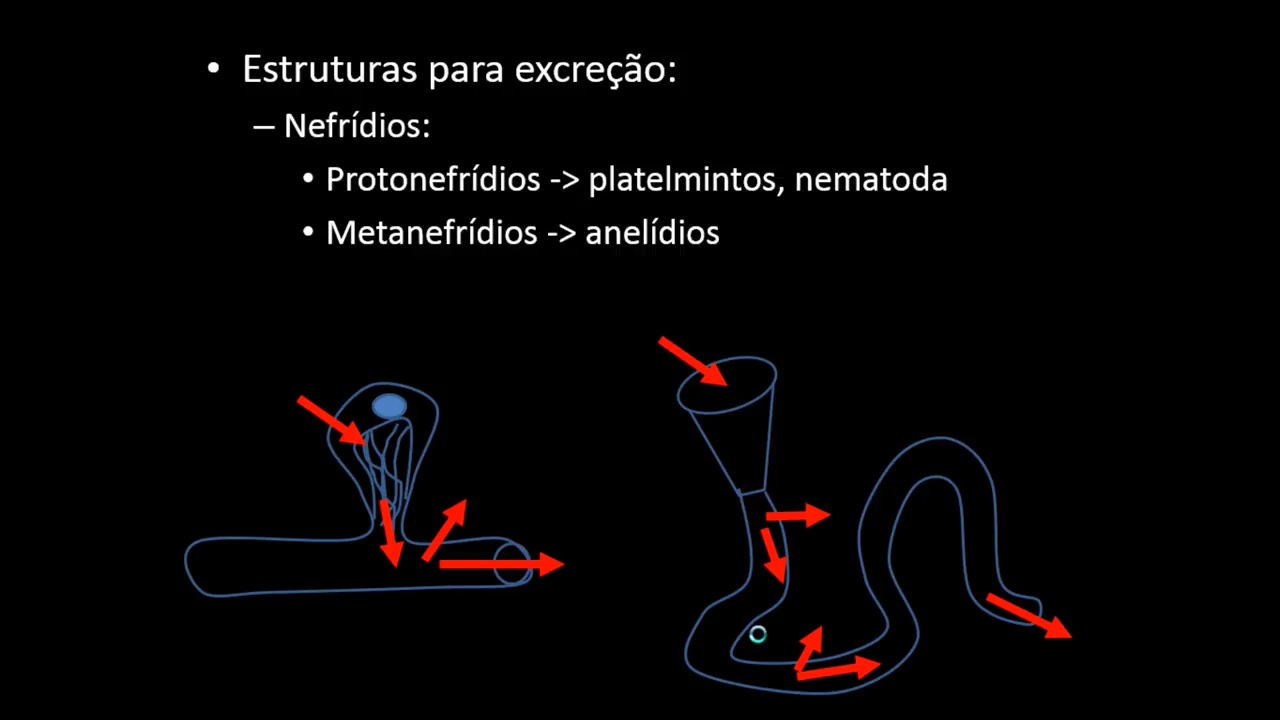 • Estruturas para excreção:
– Nefrídios:
• Protonefrídios -> platelmintos, nematoda
• Metanefrídios -> anelídios